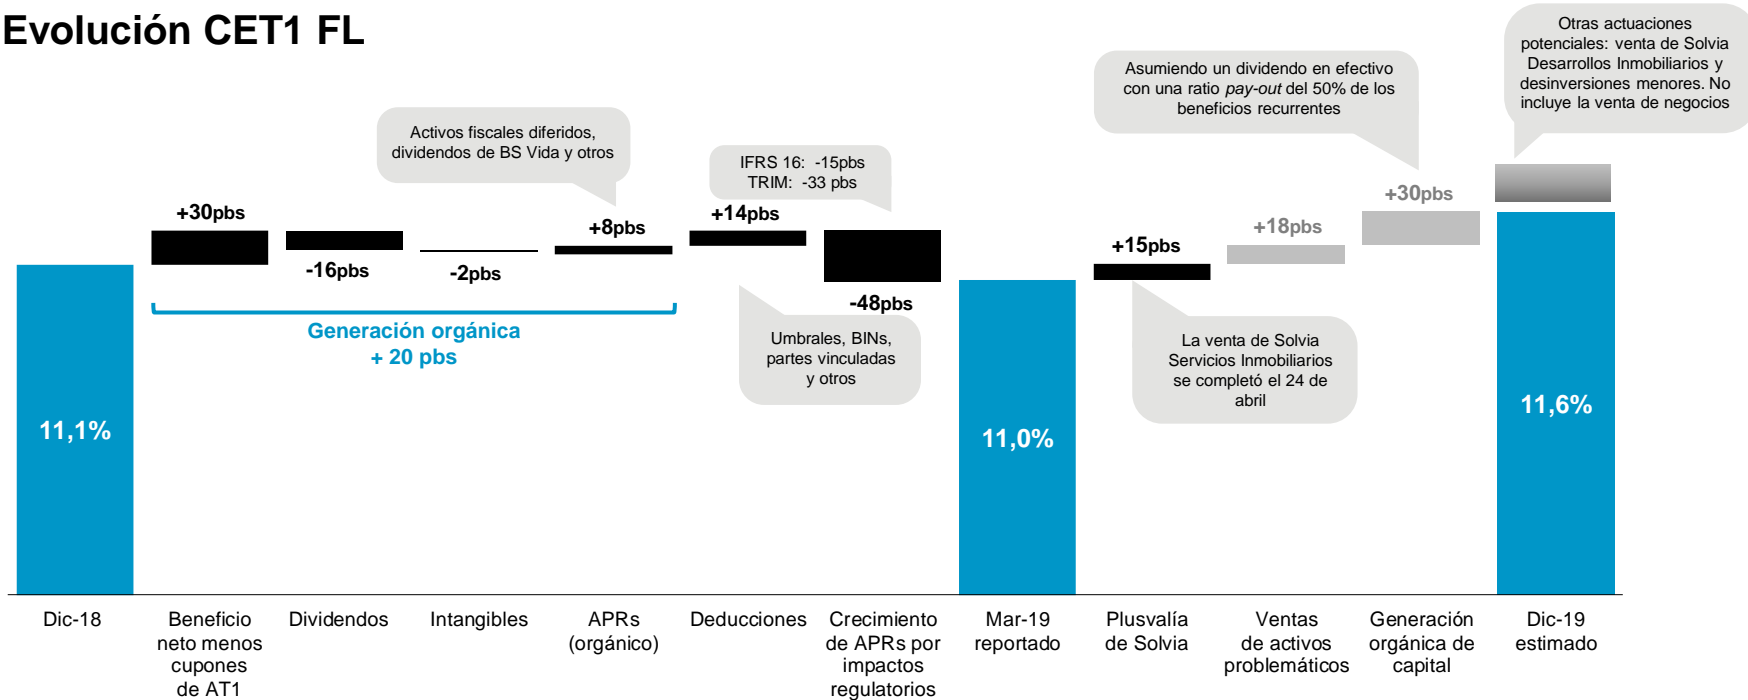 Evolución CET1 FL
Otras actuaciones
potenciales: venta de Solvia
Desarrollos Inmobiliarios y
desinversiones menores. No
incluye la venta de negocios
Asumiendo un dividendo en efectivo
con una ratio pay-out del 50% de los
beneficios recurrentes
Activos fiscales diferidos,
dividendos de BS Vida y otros
IFRS 16: -15pbs
TRIM: -33 pbs
+30pbs
-16pbs
-2pbs
+8pbs
+14pbs
-48pbs
+15pbs
+18pbs
+30pbs
Generación orgánica
+ 20 pbs
Umbrales, BINs,
partes vinculadas
y otros
La venta de Solvia
Servicios Inmobiliarios
se completó el 24 de
abril
11,1%
11,0%
11,6%
Dic-18
Beneficio
neto menos
cupones
de AT1
Dividendos
Intangibles
APRs
(orgánico)
Deducciones
Crecimiento
de APRs por
impactos
regulatorios
Mar-19
reportado
Plusvalía
de Solvia
Ventas
de activos
problemáticos
Generación
orgánica de
capital
Dic-19
estimado